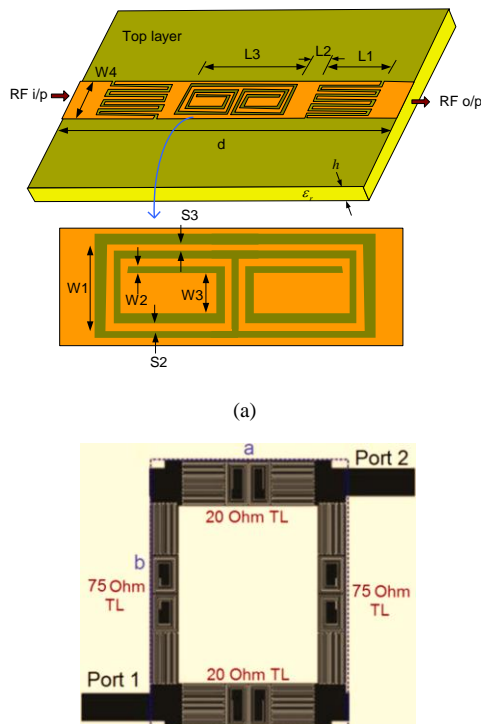 Top layer
L3
L2
L1
W4
RF i/p
RF o/p
d
h
εr
S3
W1
W2
W3
S2
(a)
a
Port 2
20 Ohm TL
b
75 Ohm
TL
75 Ohm
TL
Port 1
20 Ohm TL